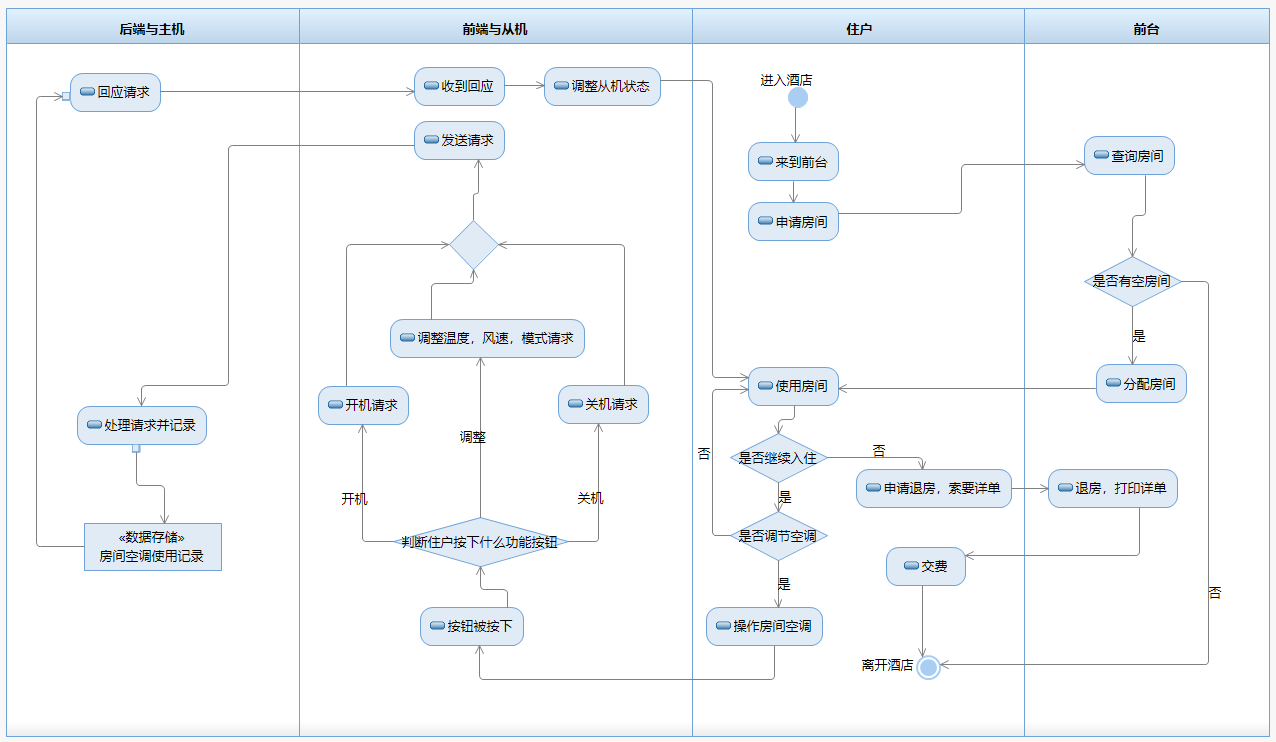 后端与主机
前端与从机
住户
前台
回应请求
收到回应
调整从机状态
发送请求
调整温度，风速，模式请求
开机请求
关机请求
调整
开机
关机
判断住户按下什么功能按钮
按钮被按下
处理请求并记录
«数据存储»
房间空调使用记录
进入酒店
来到前台
申请房间
使用房间
是否继续入住
否
是
否
是否调节空调
是
操作房间空调
申请退房，索要详单
交费
离开酒店
查询房间
是否有空房间
是
分配房间
退房，打印详单
否